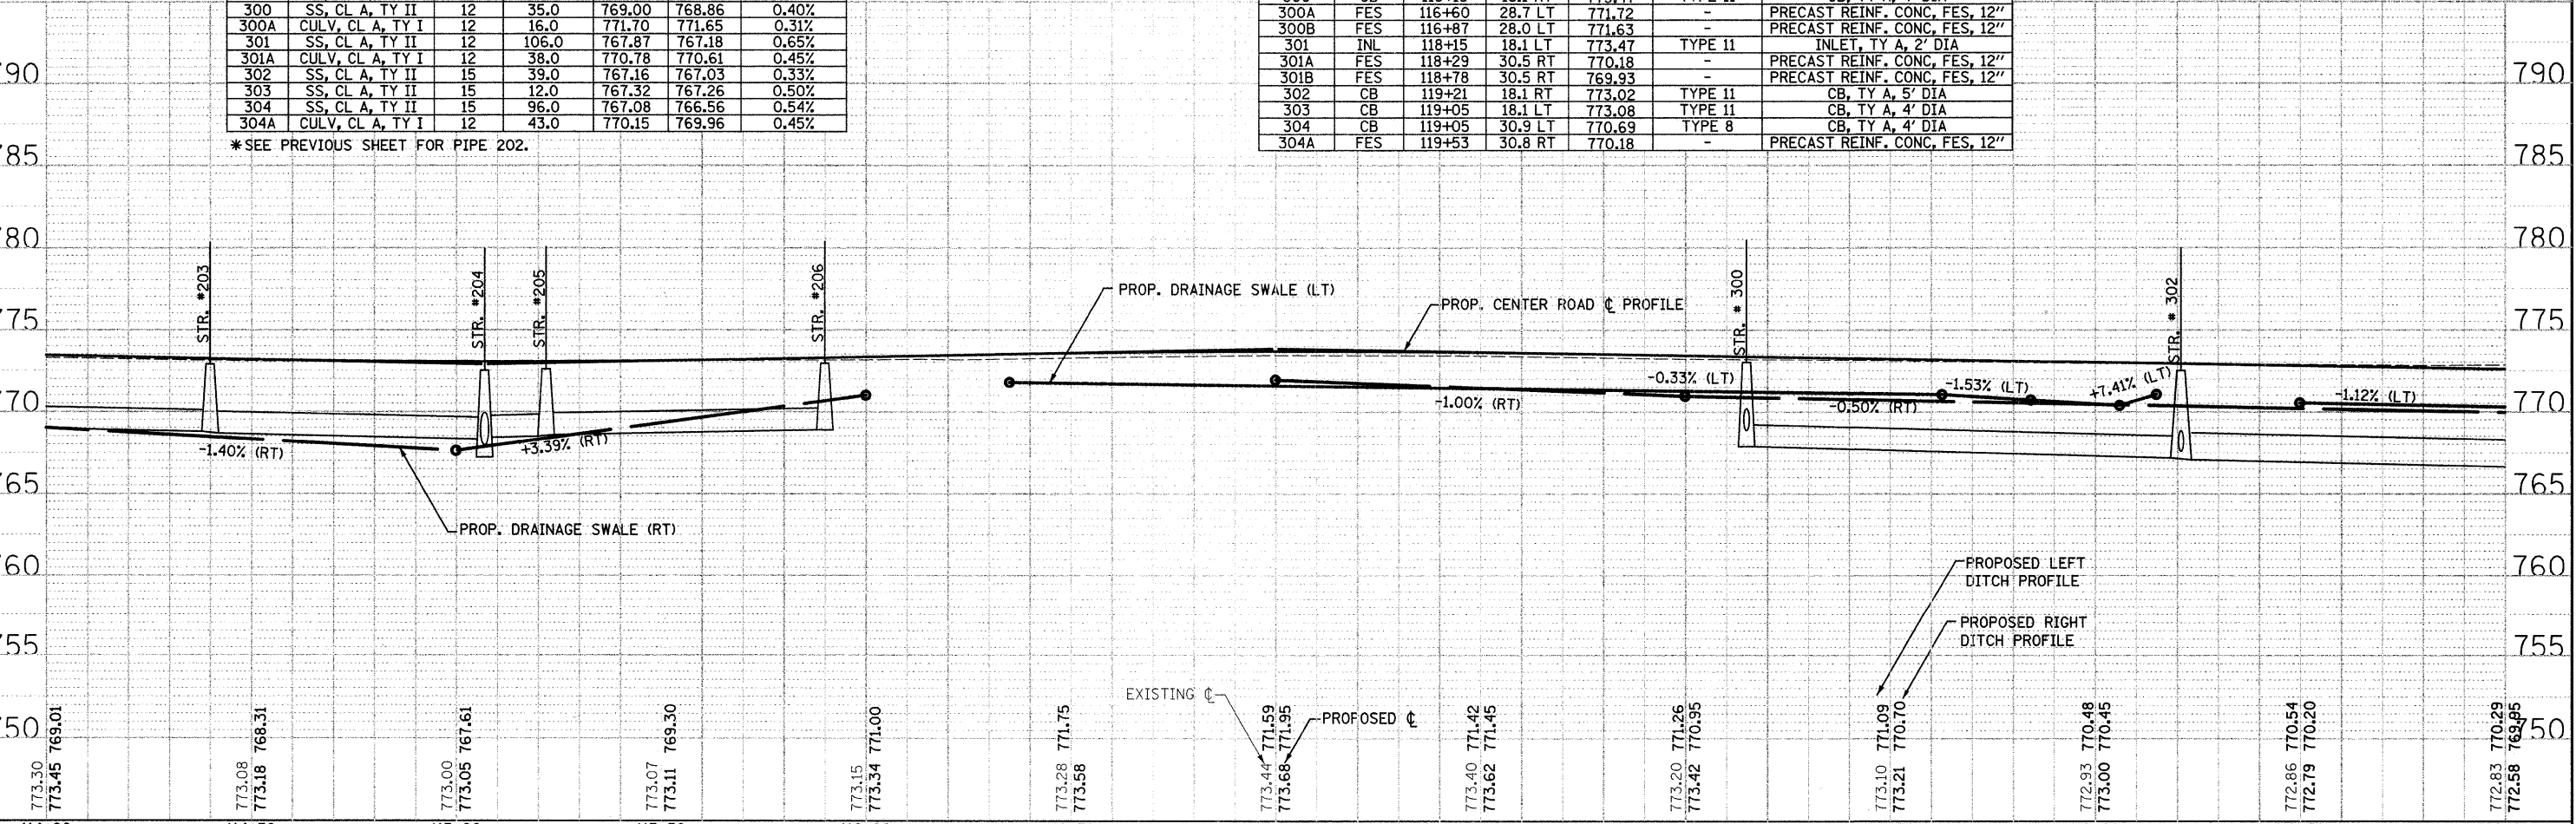 300 SS, CL A, TY II 12 35.0 769.00 768.86 0.40%
300A CULV, CL A, TY I 12 16.0 771.70 771.65 0.31%
301 SS, CL A, TY II 12 106.0 767.87 767.18 0.65%
301A CULV, CL A, TY I 12 38.0 770.78 770.61 0.45%
302 SS, CL A, TY II 15 39.0 767.16 767.03 0.33%
303 SS, CL A, TY II 15 12.0 767.32 767.26 0.50%
304 SS, CL A, TY II 15 96.0 767.08 766.56 0.54%
304A CULV, CL A, TY I 12 43.0 770.15 769.96 0.45%
*SEE PREVIOUS SHEET FOR PIPE 202.
300A FES 116+60 28.7 LT 771.72 - PRECAST REINF. CONC, FES, 12"
300B FES 116+87 28.0 LT 771.63 - PRECAST REINF. CONC, FES, 12"
301 INL 118+15 18.1 LT 773.47 TYPE 11 INLET, TY A, 2' DIA
301A FES 118+29 30.5 RT 770.18 - PRECAST REINF. CONC, FES, 12"
301B FES 118+78 30.5 RT 769.93 - PRECAST REINF. CONC, FES, 12"
302 CB 119+21 18.1 RT 773.02 TYPE 11 CB, TY A, 5' DIA
303 CB 119+05 18.1 LT 773.08 TYPE 11 CB, TY A, 4' DIA
304 CB 119+05 30.9 LT 770.69 TYPE 8 CB, TY A, 4' DIA
304A FES 119+53 30.8 RT 770.18 - PRECAST REINF. CONC, FES, 12"
790 790
785 785
780 780
775 775
770 770
765 765
760 760
755 755
750 750
STR. #203
STR. #204
STR. #205
STR. #206
STR. # 300
STR. # 302
PROP. DRAINAGE SWALE (LT)
PROP. CENTER ROAD ℄ PROFILE
-1.40% (RT)
+3.39% (RT)
-1.00% (RT)
-0.33% (LT)
-0.50% (RT)
-1.53% (LT)
+7.41% (LT)
-1.12% (LT)
PROP. DRAINAGE SWALE (RT)
PROPOSED LEFT
DITCH PROFILE
PROPOSED RIGHT
DITCH PROFILE
EXISTING ℄
PROPOSED ℄
773.30
773.45 769.01
773.08
773.18 768.31
773.00
773.05 767.61
773.07
773.11 769.30
773.15
773.34 771.00
773.28 771.75
773.58
773.44 771.59
773.68 771.95
773.40 771.42
773.62 771.45
773.20 771.26
773.42 770.95
773.10 771.09
773.21 770.70
772.93 770.48
773.00 770.45
772.86 770.54
772.79 770.20
772.83 770.29
772.58 769.95